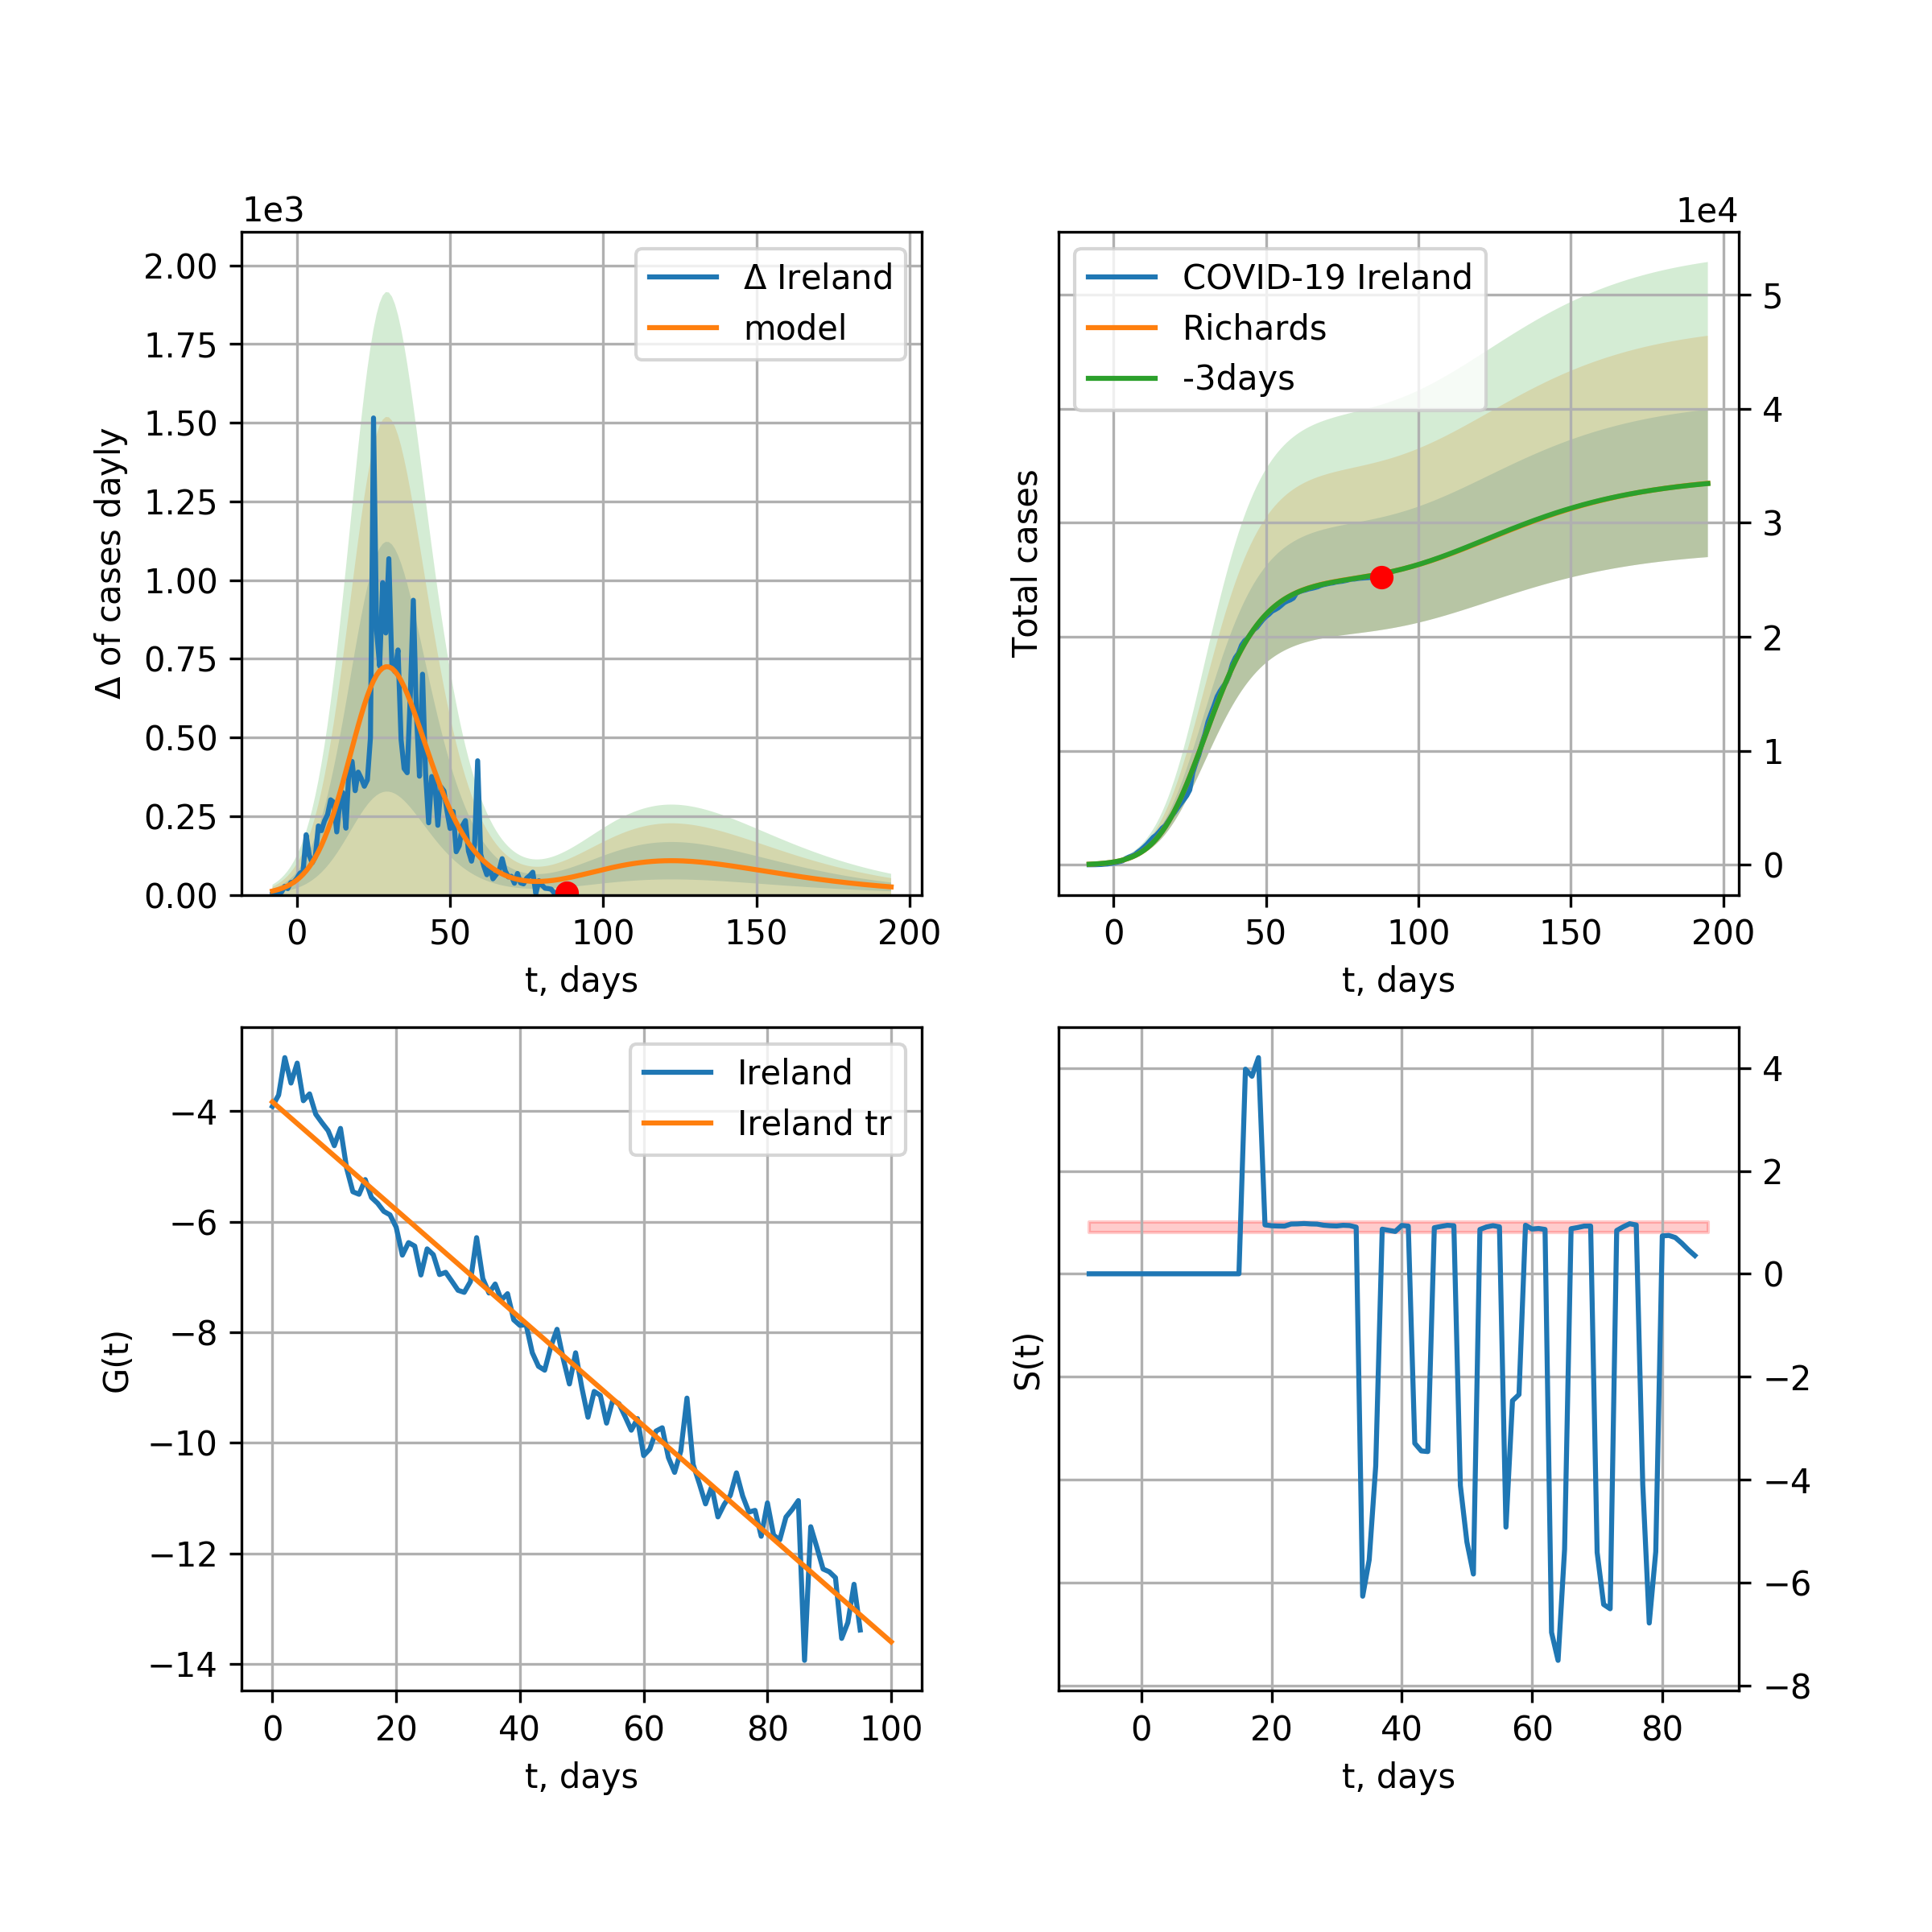 1e3
2.00
1.75
1.50
1.25
1.00
0.75
0.50
0.25
0.00
Δ of cases dayly
Δ Ireland
model
0 50 100 150 200
t, days
1e4
COVID-19 Ireland
Richards
-3days
Total cases
5
4
3
2
1
0
0 50 100 150 200
t, days
G(t)
−4
−6
−8
−10
−12
−14
Ireland
Ireland tr
0 20 40 60 80 100
t, days
S(t)
4
2
0
−2
−4
−6
−8
0 20 40 60 80
t, days